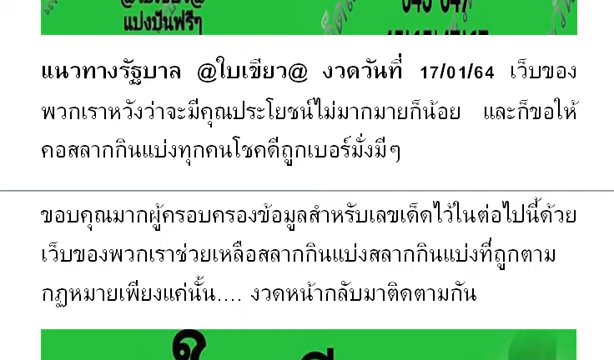 แบ่งปันฟรีๆ
แนวทางรัฐบาล @ใบเขียว@ งวดวันที่ 17/01/64 เว็บของ
พวกเราหวังว่าจะมีคุณประโยชน์ไม่มากมายก็น้อย และก็ขอให้
คอสลากกินแบ่งทุกคนโชคดีถูกเบอร์มั่งมีๆ
ขอบคุณมากผู้ครอบครองข้อมูลสำหรับเลขเด็ดไว้ในต่อไปนี้ด้วย
เว็บของพวกเราช่วยเหลือสลากกินแบ่งสลากกินแบ่งที่ถูกตาม
กฏหมายเพียงแค่นั้น.... งวดหน้ากลับมาติดตามกัน